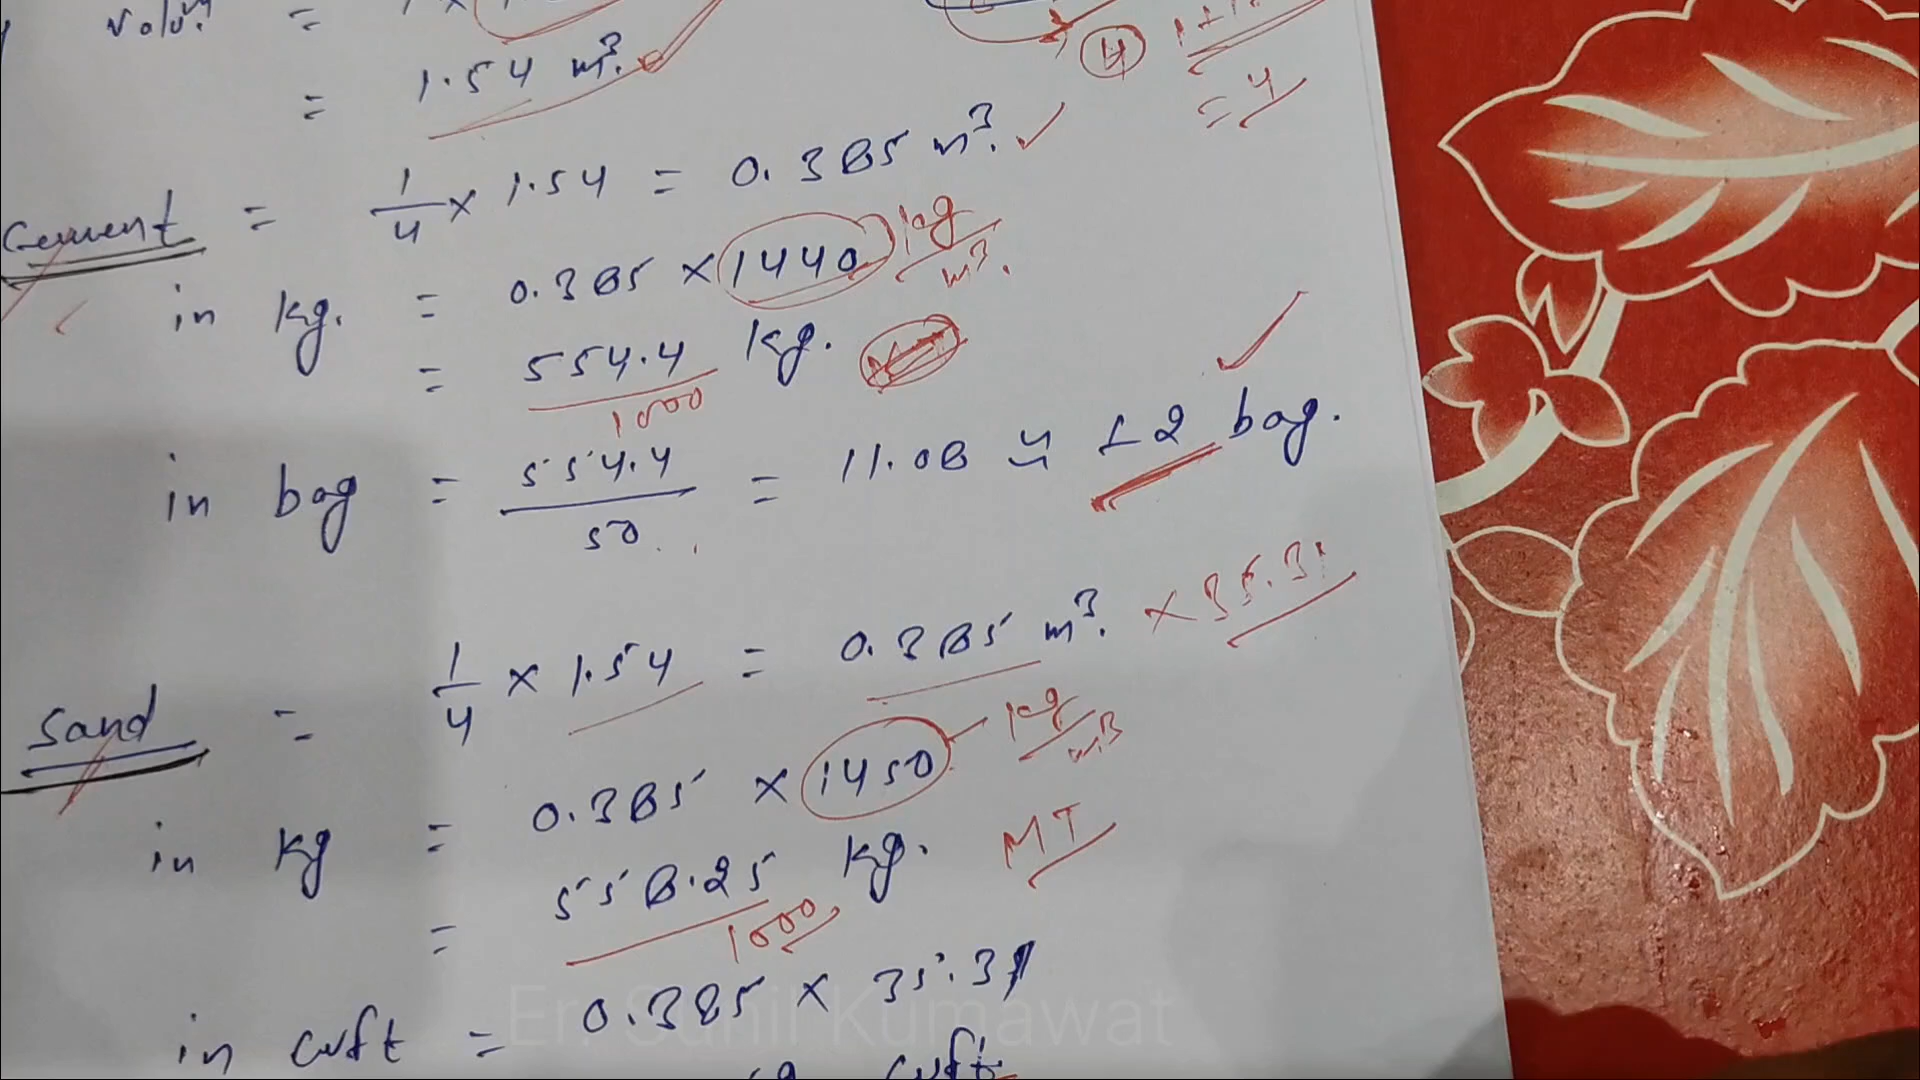 volu. =
= 1.54 m³.
④
= 4
Cement = 1/4 × 1.54 = 0.385 m³.
in kg. = 0.385 × 1440 kg/m³.
= 554.4 kg.
1000
in bag = 554.4/50 = 11.08 ≃ 12 bag.
Sand = 1/4 × 1.54 = 0.385 m³. × 35.31
in kg = 0.385 × 1450 kg/m³
= 558.25 kg. MT
1000
in cuft = 0.385 × 35.31
cuft
Er. Sunil Kumawat